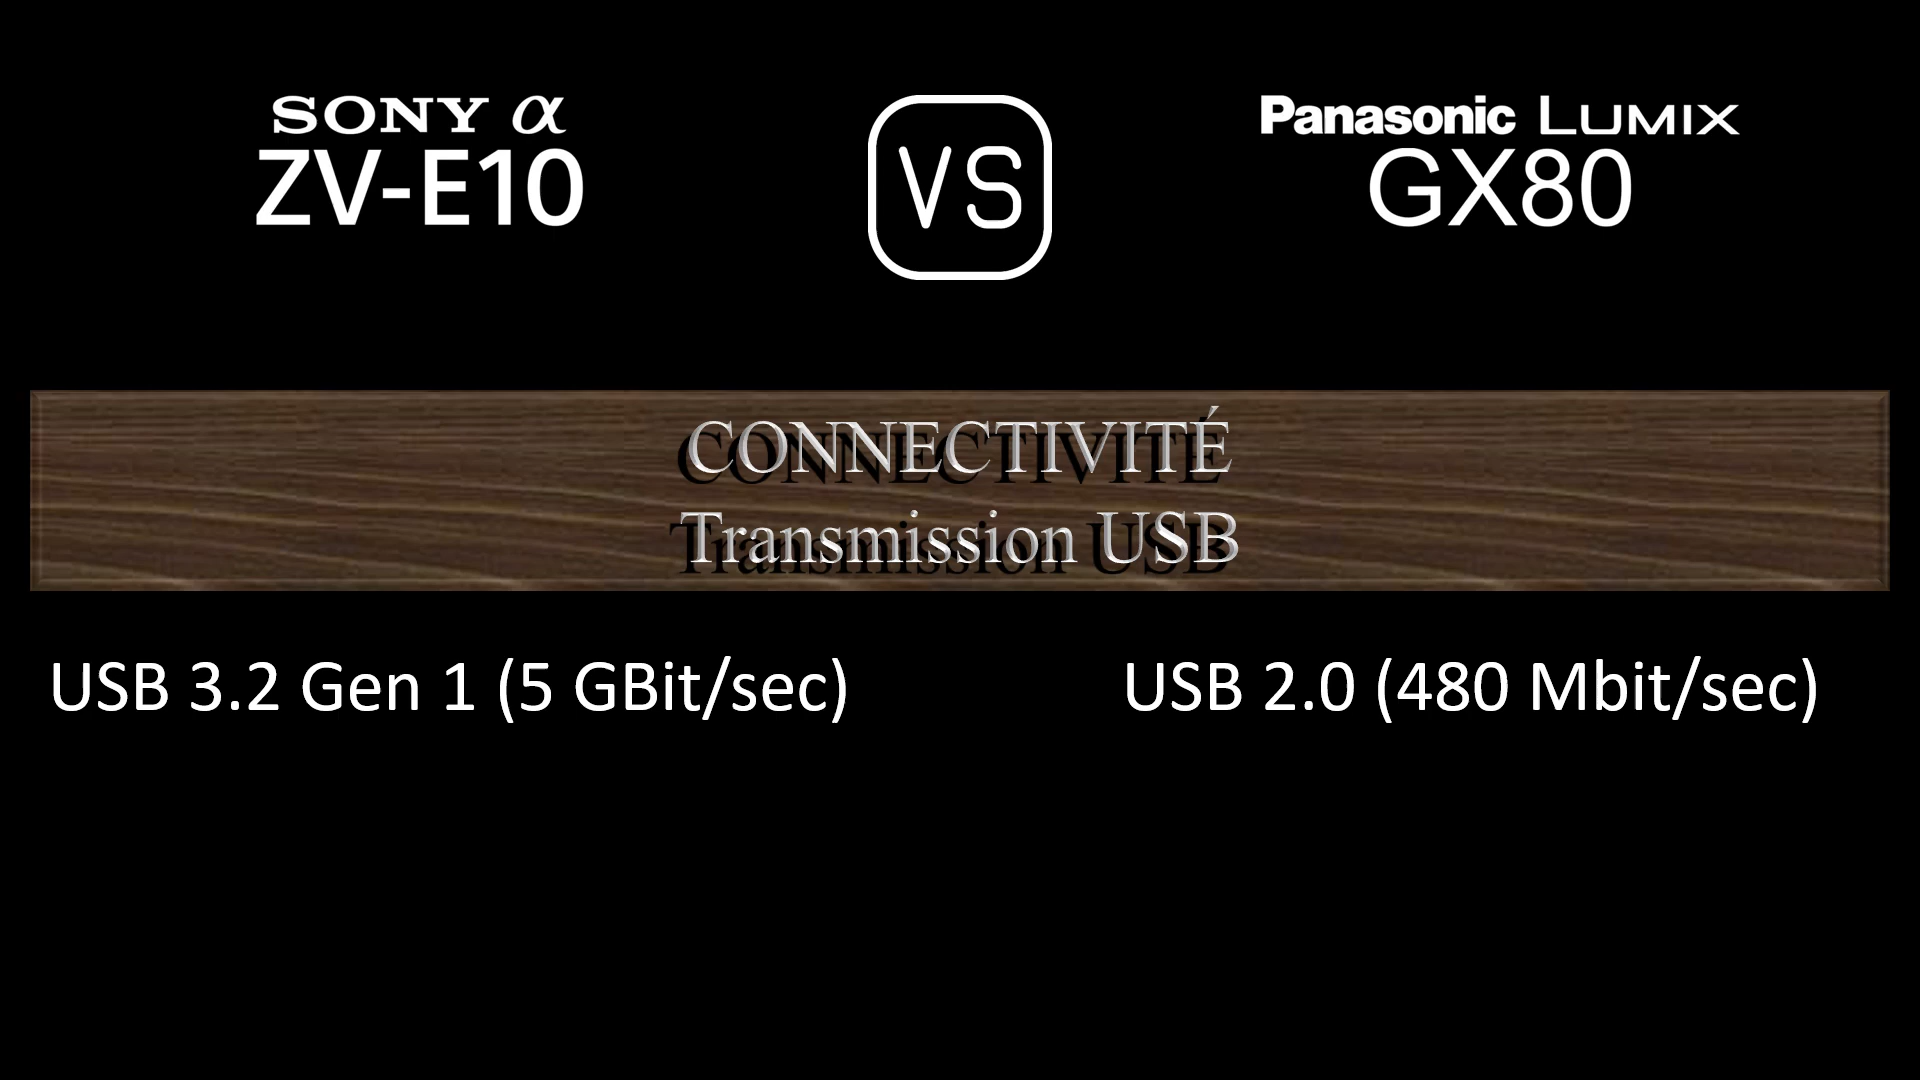 SONY α
ZV-E10
VS
Panasonic LUMIX
GX80
CONNECTIVITÉ
Transmission USB
USB 3.2 Gen 1 (5 GBit/sec)
USB 2.0 (480 Mbit/sec)